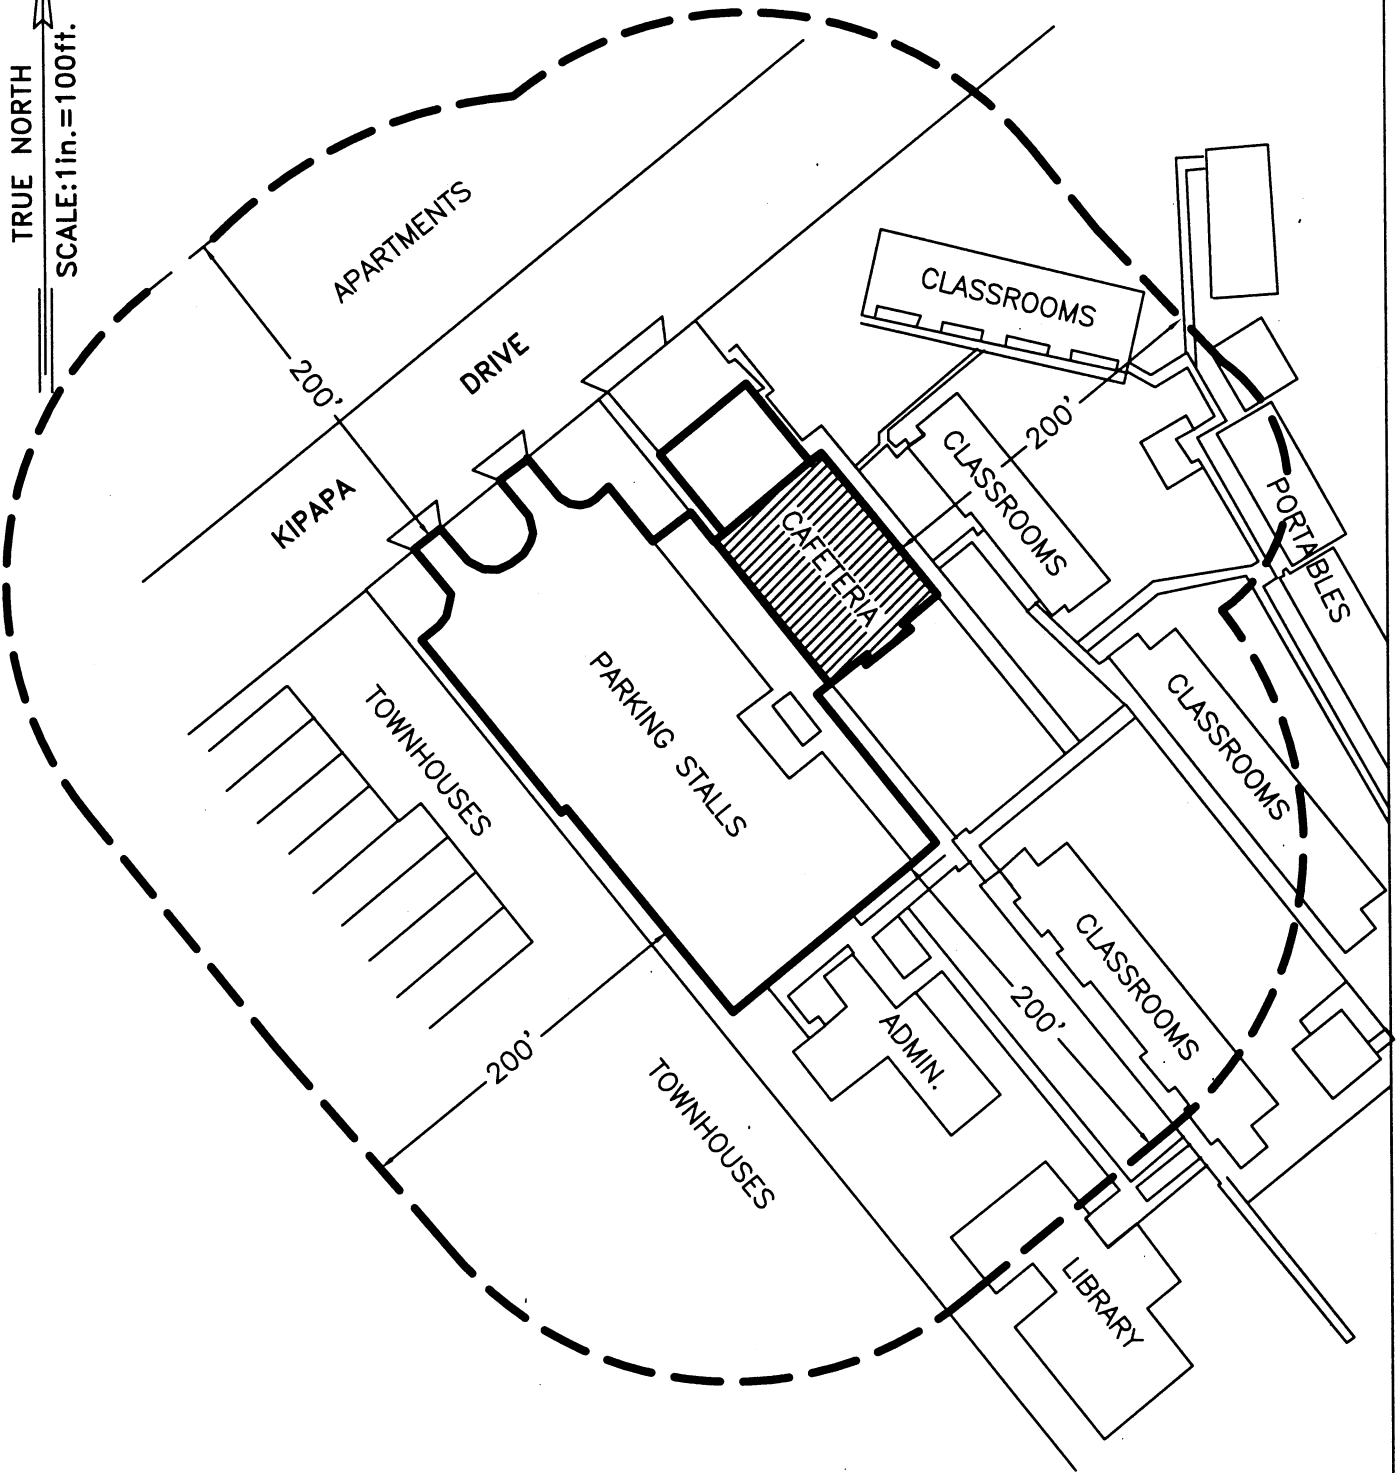 TRUE NORTH
SCALE:1in.=100ft.
APARTMENTS
CLASSROOMS
200'
DRIVE
200'
CLASSROOMS
KIPAPA
CAFETERIA
PORTABLES
PARKING STALLS
TOWNHOUSES
CLASSROOMS
CLASSROOMS
200'
ADMIN.
200'
TOWNHOUSES
LIBRARY